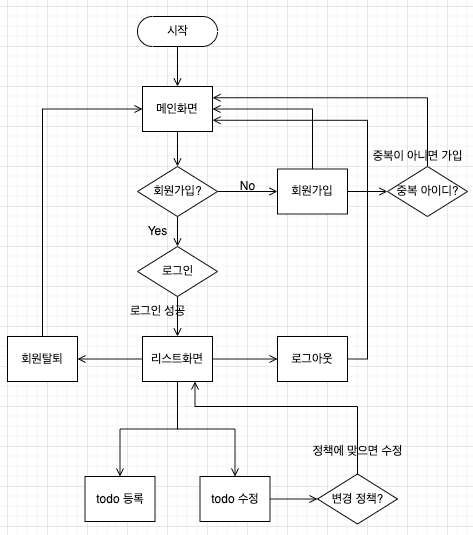 시작
메인화면
중복이 아니면 가입
회원가입?
No
회원가입
중복 아이디?
Yes
로그인
로그인 성공
회원탈퇴
리스트화면
로그아웃
정책에 맞으면 수정
todo 등록
todo 수정
변경 정책?